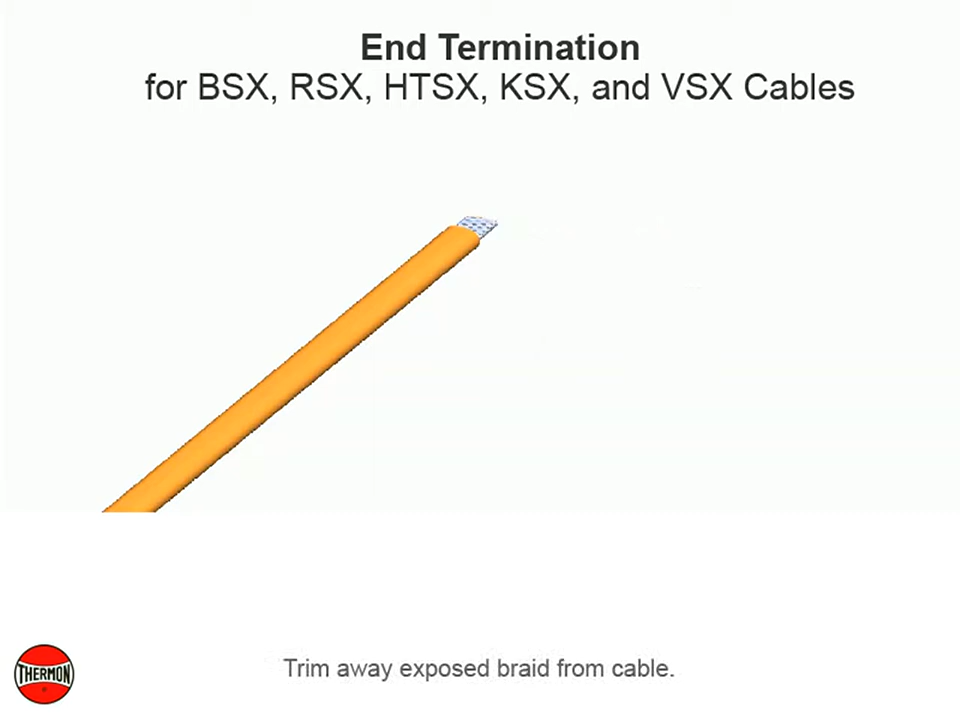 End Termination
for BSX, RSX, HTSX, KSX, and VSX Cables
THERMON
Trim away exposed braid from cable.